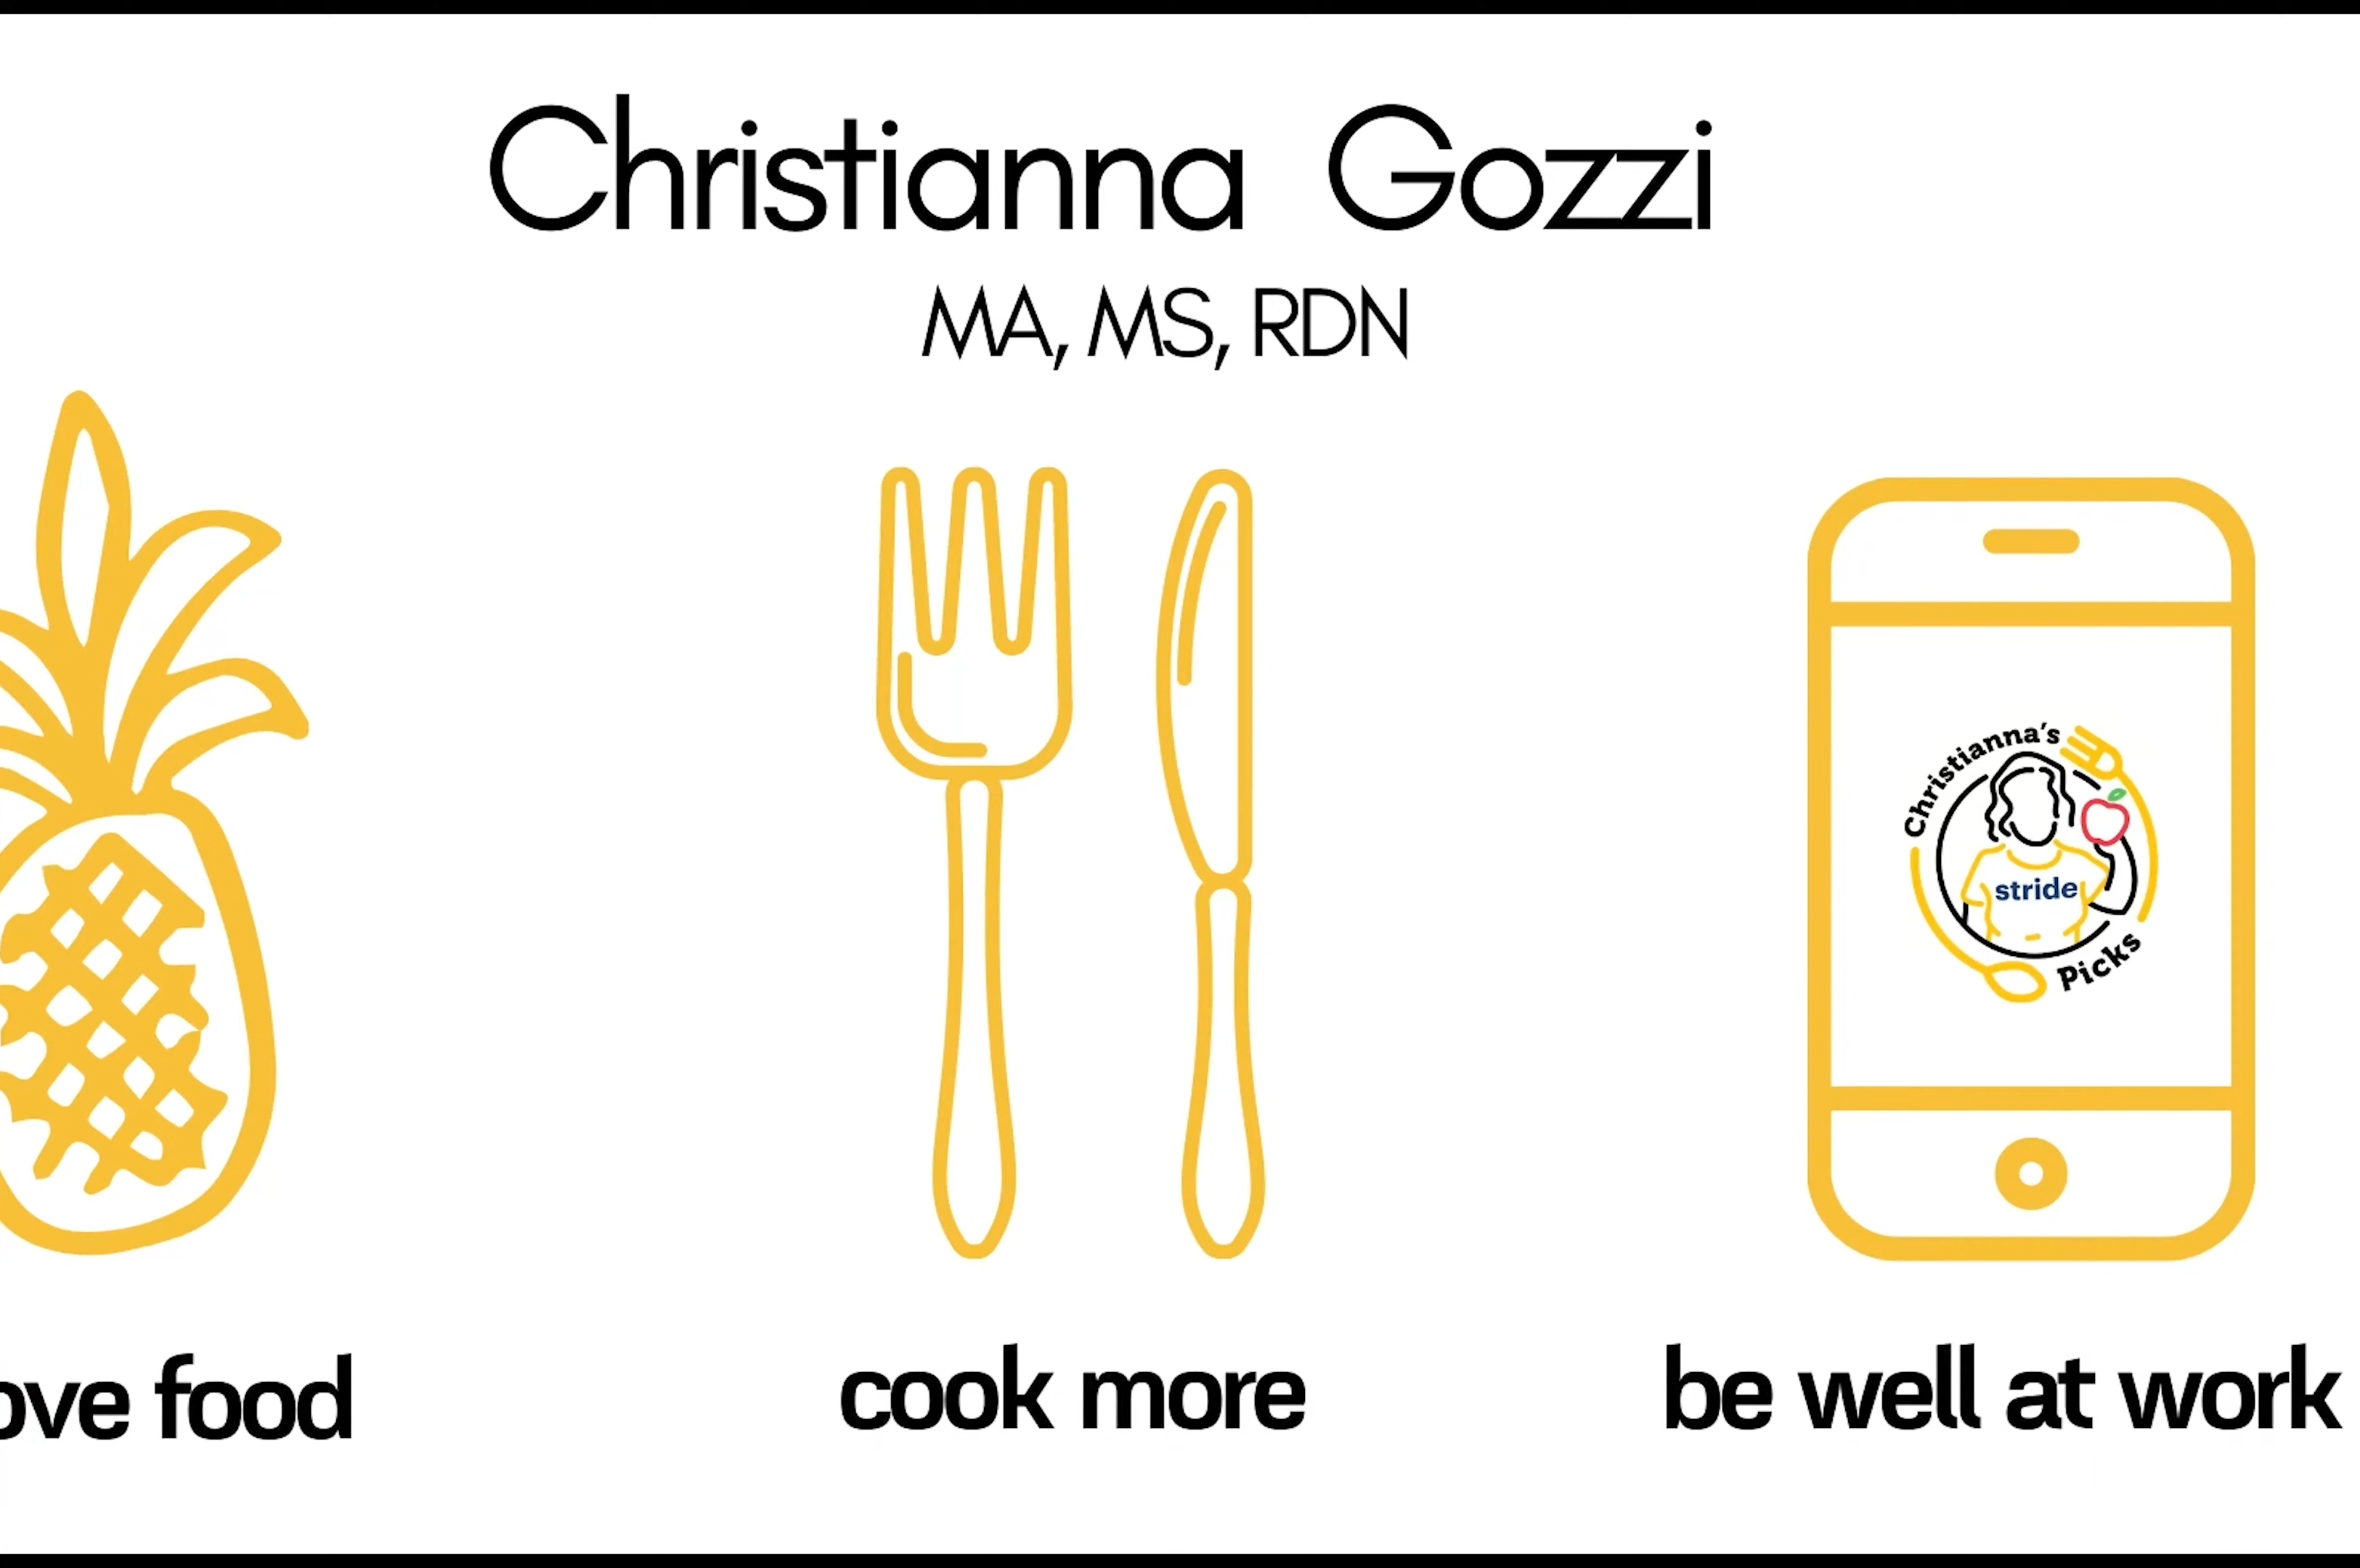 Christianna Gozzi
MA, MS, RDN
Christianna's
stride
Picks
ove food
cook more
be well at work